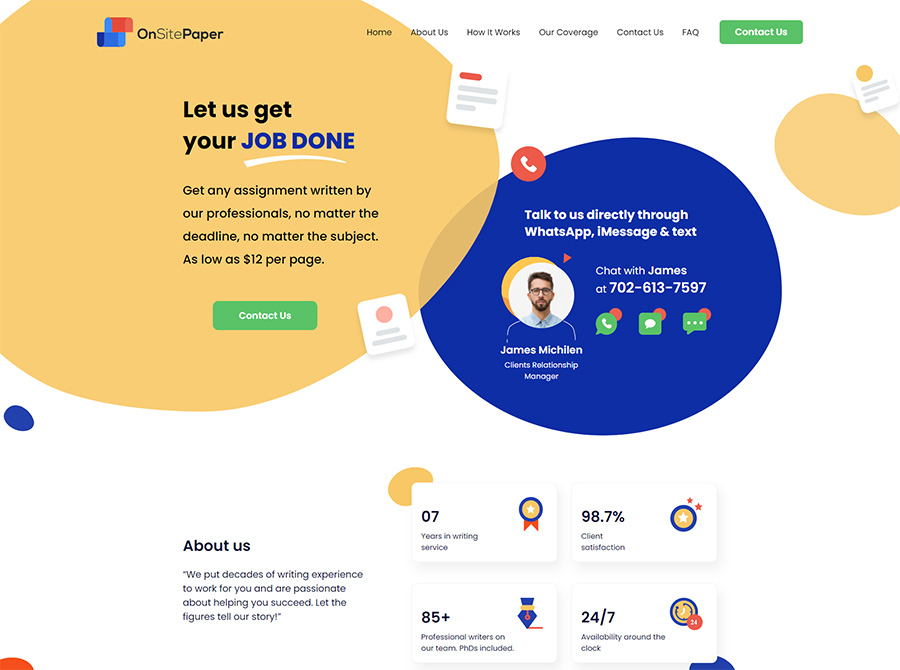 OnSitePaper
Home About Us How It Works Our Coverage Contact Us FAQ Contact Us
Let us get
your JOB DONE
Get any assignment written by
our professionals, no matter the
deadline, no matter the subject.
As low as $12 per page.
Contact Us
Talk to us directly through
WhatsApp, iMessage & text
Chat with James
at 702-613-7597
James Michilen
Clients Relationship
Manager
About us
“We put decades of writing experience
to work for you and are passionate
about helping you succeed. Let the
figures tell our story!”
07
Years in writing
service
98.7%
Client
satisfaction
85+
Professional writers on
our team. PhDs included.
24/7
Availability around the
clock
24